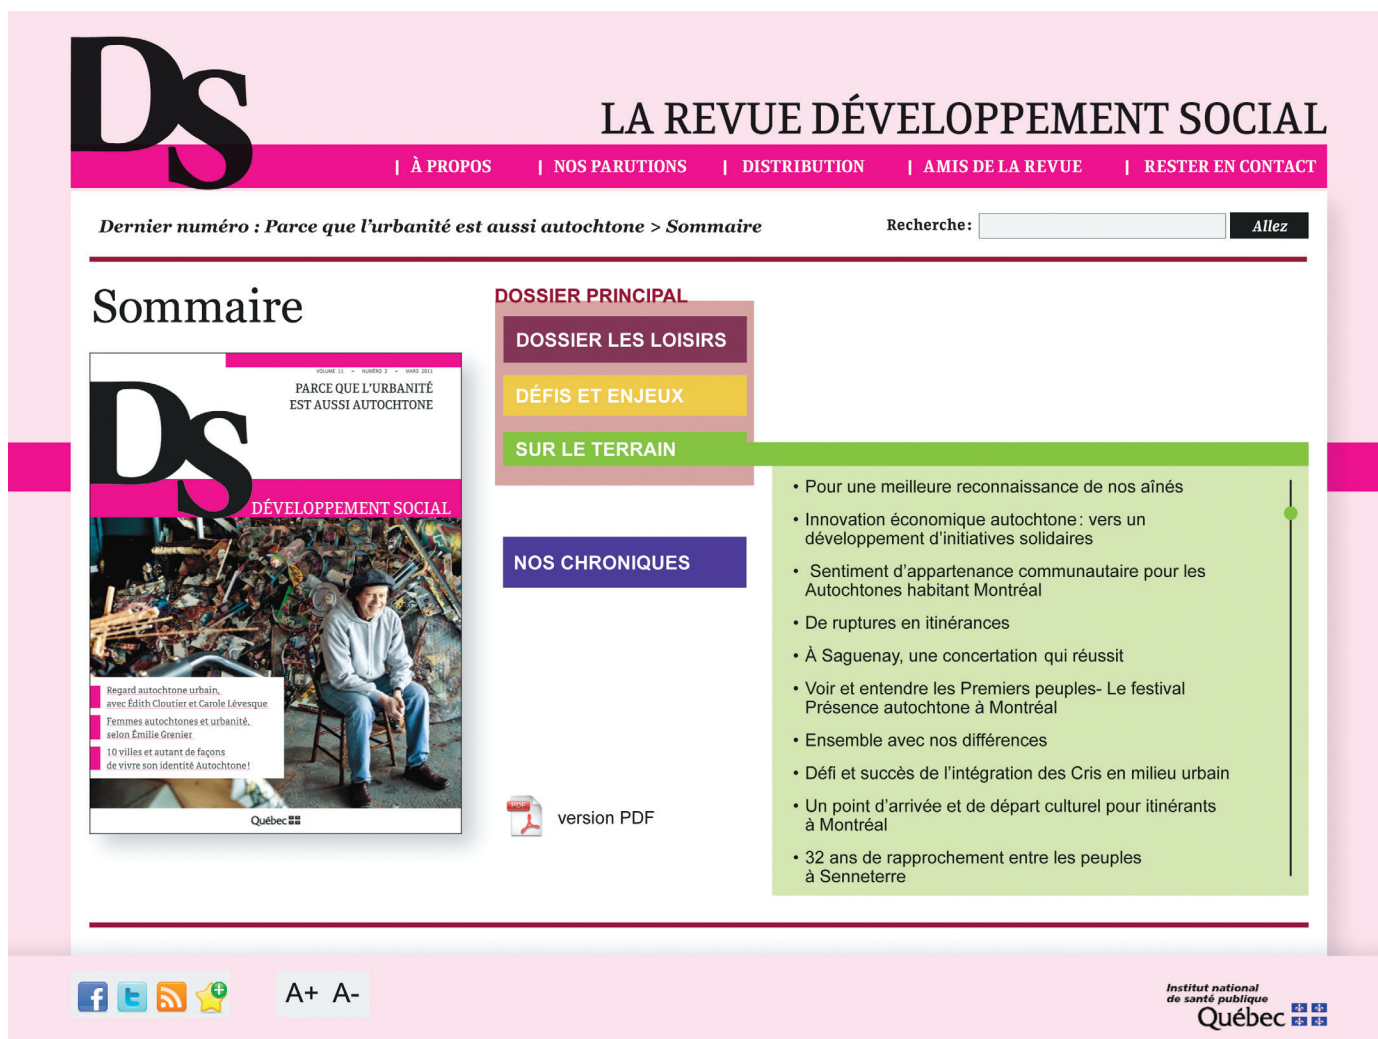 DS
LA REVUE DÉVELOPPEMENT SOCIAL
| À PROPOS | NOS PARUTIONS | DISTRIBUTION | AMIS DE LA REVUE | RESTER EN CONTACT
Dernier numéro : Parce que l'urbanité est aussi autochtone > Sommaire
Recherche :
Allez
Sommaire
VOLUME 11 – NUMÉRO 3 – MARS 2011
PARCE QUE L'URBANITÉ
EST AUSSI AUTOCHTONE
DS
DÉVELOPPEMENT SOCIAL
Regard autochtone urbain,
avec Édith Cloutier et Carole Lévesque
Femmes autochtones et urbanité,
selon Émilie Grenier
10 villes et autant de façons
de vivre son identité Autochtone !
Québec
DOSSIER PRINCIPAL
DOSSIER LES LOISIRS
DÉFIS ET ENJEUX
SUR LE TERRAIN
NOS CHRONIQUES
PDF
version PDF
• Pour une meilleure reconnaissance de nos aînés
• Innovation économique autochtone : vers un
développement d'initiatives solidaires
• Sentiment d'appartenance communautaire pour les
Autochtones habitant Montréal
• De ruptures en itinérances
• À Saguenay, une concertation qui réussit
• Voir et entendre les Premiers peuples- Le festival
Présence autochtone à Montréal
• Ensemble avec nos différences
• Défi et succès de l'intégration des Cris en milieu urbain
• Un point d'arrivée et de départ culturel pour itinérants
à Montréal
• 32 ans de rapprochement entre les peuples
à Senneterre
A+ A-
Institut national
de santé publique
Québec